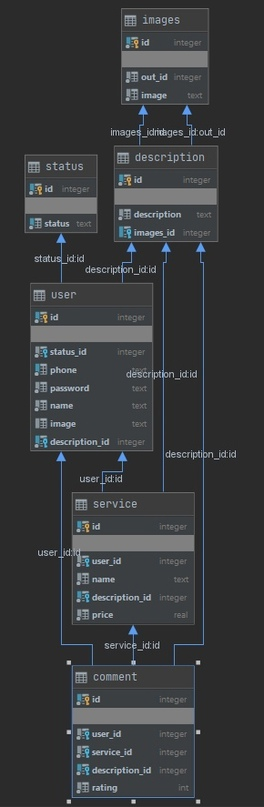 images
id integer
out_id integer
image text
images_id:out_id
description
id integer
description text
images_id integer
status
id integer
status text
status_id:id
description_id:id
user
id integer
status_id integer
phone text
password text
name text
image text
description_id integer
description_id:id
description_id:id
user_id:id
service
id integer
user_id integer
name text
description_id integer
price real
user_id:id
service_id:id
comment
id integer
user_id integer
service_id integer
description_id integer
rating int